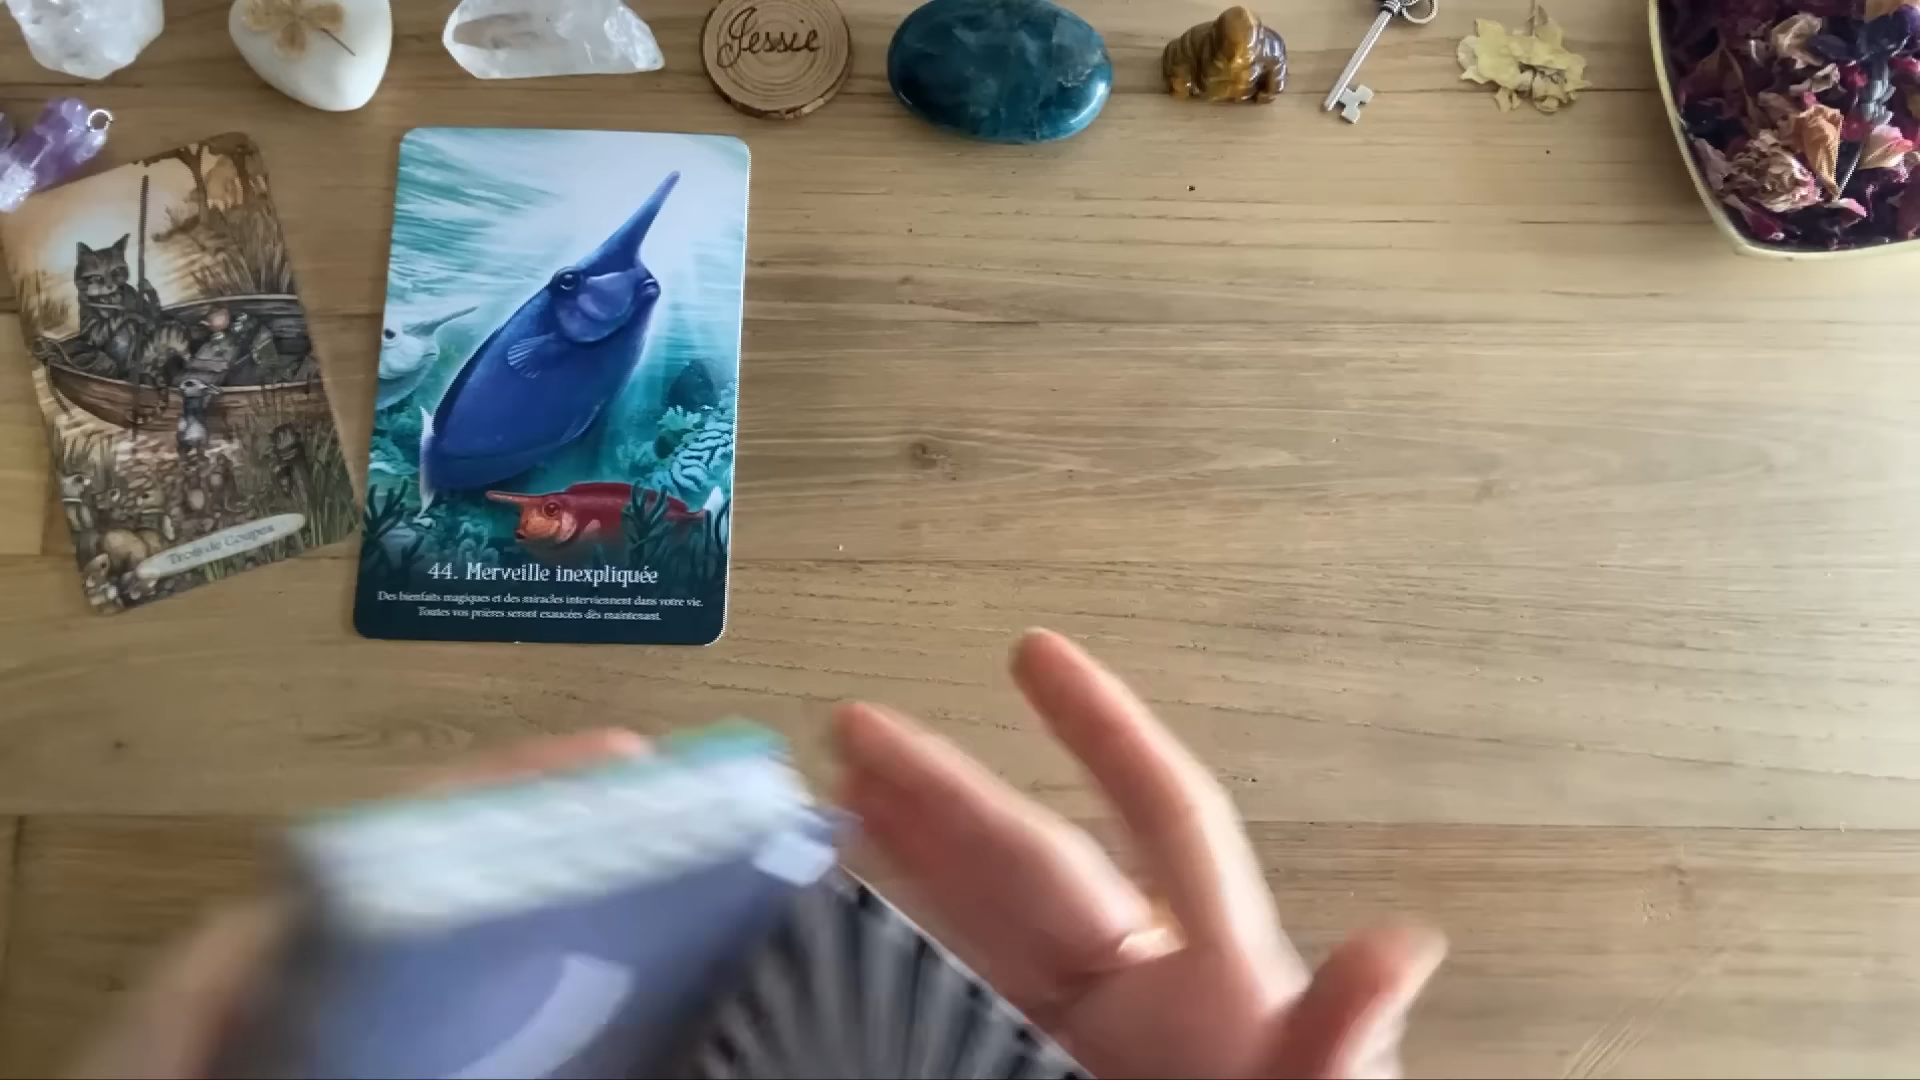 Jessie
Trois de Coupes
44. Merveille inexpliquée
Des bienfaits magiques et des miracles interviennent dans votre vie.
Toutes vos prières seront exaucées dès maintenant.